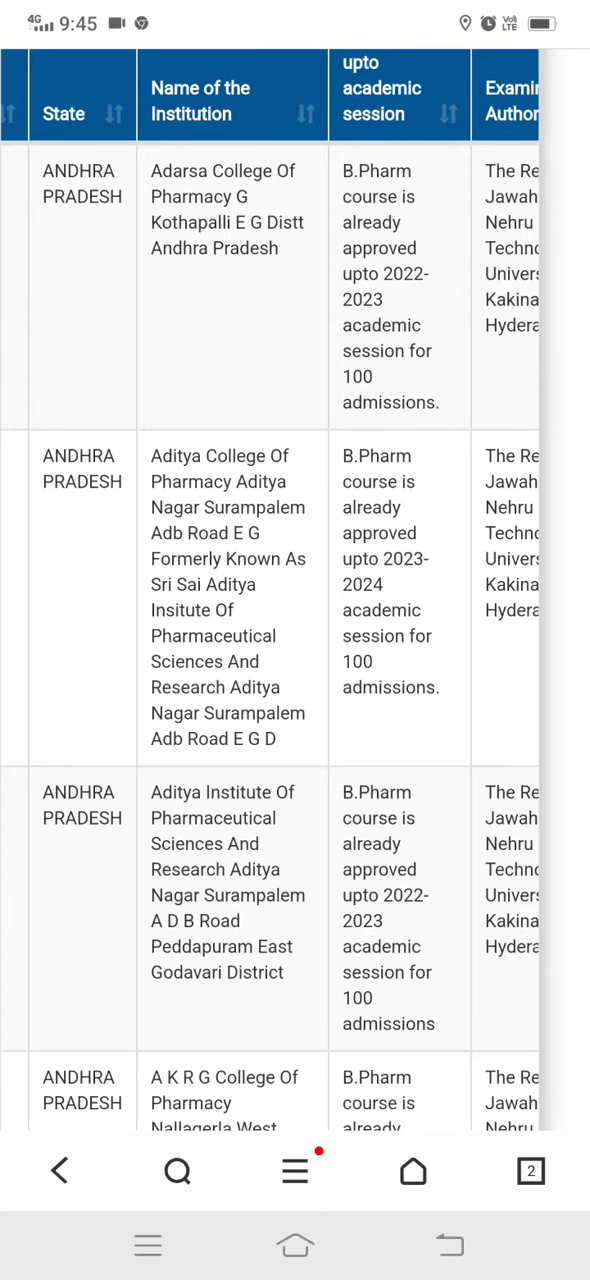 4G 9:45 VoI) LTE
State
Name of the
Institution
upto
academic
session
Examin
Author
ANDHRA
PRADESH
Adarsa College Of
Pharmacy G
Kothapalli E G Distt
Andhra Pradesh
B.Pharm
course is
already
approved
upto 2022-
2023
academic
session for
100
admissions.
The Re
Jawah
Nehru
Techno
Univers
Kakina
Hydera
ANDHRA
PRADESH
Aditya College Of
Pharmacy Aditya
Nagar Surampalem
Adb Road E G
Formerly Known As
Sri Sai Aditya
Insitute Of
Pharmaceutical
Sciences And
Research Aditya
Nagar Surampalem
Adb Road E G D
B.Pharm
course is
already
approved
upto 2023-
2024
academic
session for
100
admissions.
The Re
Jawah
Nehru
Techno
Univers
Kakina
Hydera
ANDHRA
PRADESH
Aditya Institute Of
Pharmaceutical
Sciences And
Research Aditya
Nagar Surampalem
A D B Road
Peddapuram East
Godavari District
B.Pharm
course is
already
approved
upto 2022-
2023
academic
session for
100
admissions
The Re
Jawah
Nehru
Techno
Univers
Kakina
Hydera
ANDHRA
PRADESH
A K R G College Of
Pharmacy
Nallagerla West
B.Pharm
course is
already
The Re
Jawah
Nehru
2